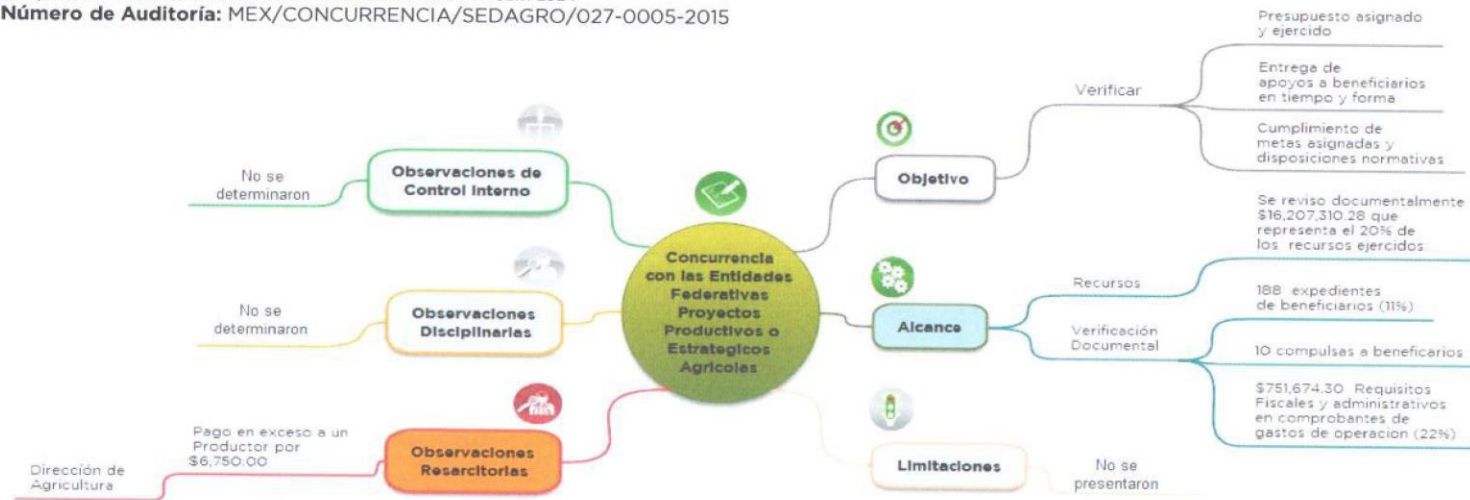 Número de Auditoría: MEX/CONCURRENCIA/SEDAGRO/027-0005-2015
Presupuesto asignado
y ejercido
Entrega de
apoyos a beneficiarios
en tiempo y forma
Verificar
Cumplimiento de
metas asignadas y
disposiciones normativas
Objetivo
Observaciones de
Control Interno
No se
determinaron
Concurrencia
con las Entidades
Federativas
Proyectos
Productivos o
Estrategicos
Agricolas
Se reviso documentalmente
$16,207,310.28 que
representa el 20% de
los recursos ejercidos
Recursos
188 expedientes
de beneficiarios (11%)
Alcance
Verificación
Documental
10 compulsas a beneficarios
$751,674.30 Requisitos
Fiscales y administrativos
en comprobantes de
gastos de operacion (22%)
Observaciones
Disciplinarias
No se
determinaron
Observaciones
Resarcitorias
Pago en exceso a un
Productor por
$6,750.00
Dirección de
Agricultura
Limitaciones
No se
presentaron